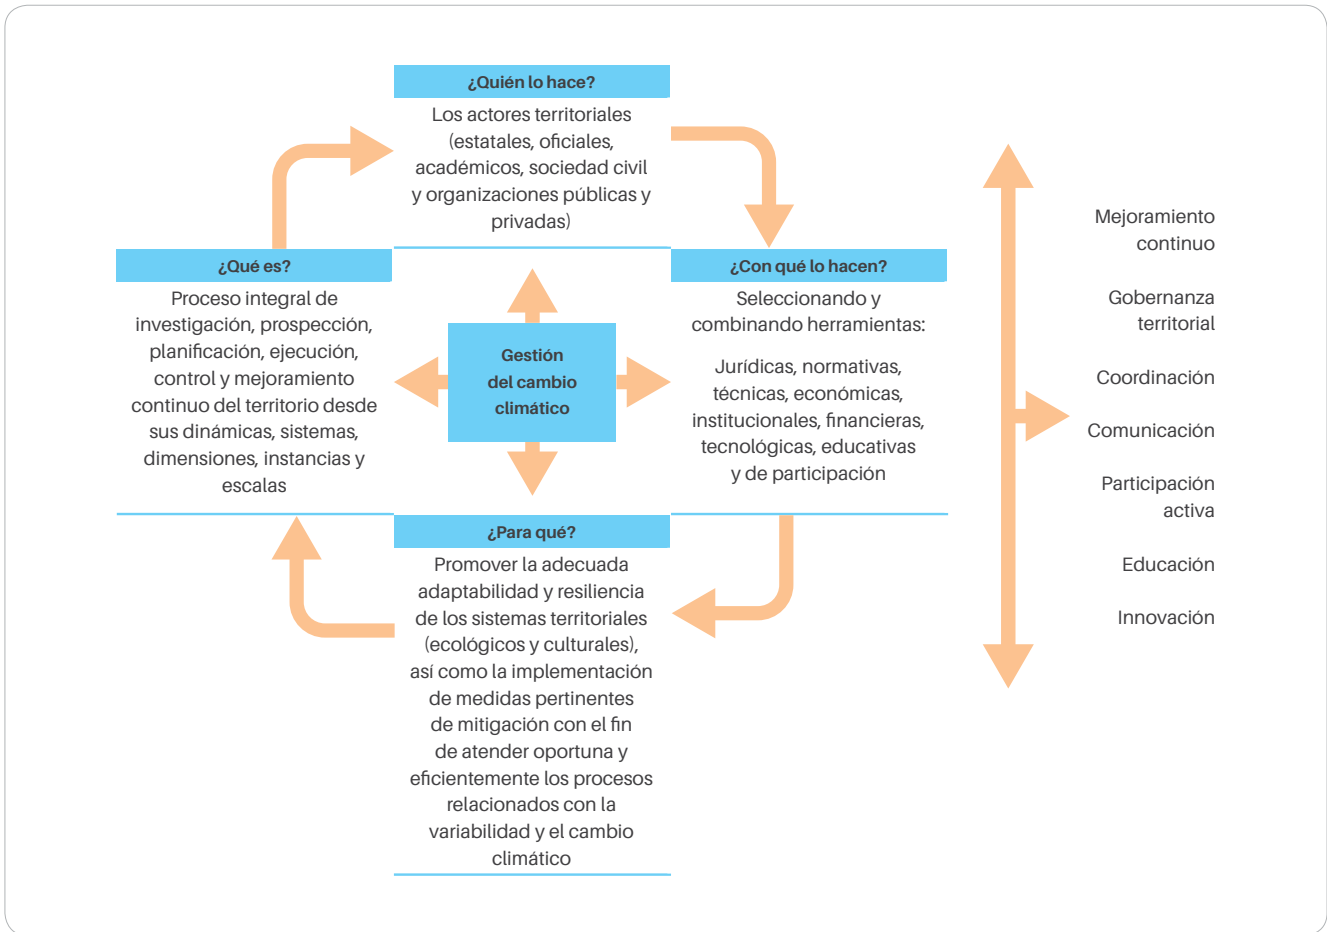 ¿Quién lo hace?
Los actores territoriales
(estatales, oficiales,
académicos, sociedad civil
y organizaciones públicas y
privadas)
¿Qué es?
Proceso integral de
investigación, prospección,
planificación, ejecución,
control y mejoramiento
continuo del territorio desde
sus dinámicas, sistemas,
dimensiones, instancias y
escalas
Gestión
del cambio
climático
¿Con qué lo hacen?
Seleccionando y
combinando herramientas:
Jurídicas, normativas,
técnicas, económicas,
institucionales, financieras,
tecnológicas, educativas
y de participación
¿Para qué?
Promover la adecuada
adaptabilidad y resiliencia
de los sistemas territoriales
(ecológicos y culturales),
así como la implementación
de medidas pertinentes
de mitigación con el fin
de atender oportuna y
eficientemente los procesos
relacionados con la
variabilidad y el cambio
climático
Mejoramiento
continuo
Gobernanza
territorial
Coordinación
Comunicación
Participación
activa
Educación
Innovación